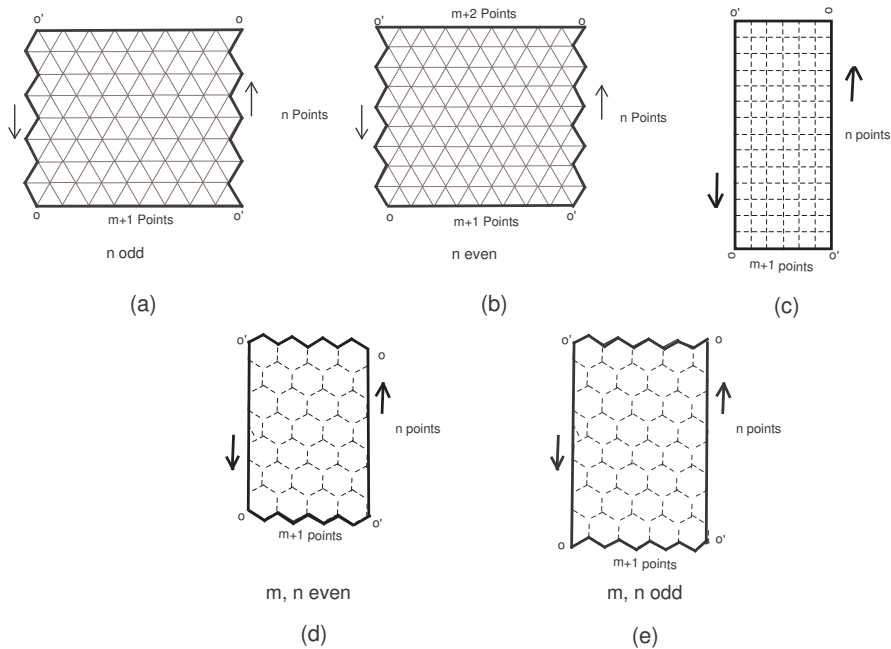 o' o
n Points
o m+1 Points o'
n odd
(a)
o' m+2 Points o
n Points
o m+1 Points o'
n even
(b)
o' o
n points
o m+1 points o'
(c)
o' o
n points
o m+1 points o'
m, n even
(d)
o' o
n points
o m+1 points o'
m, n odd
(e)